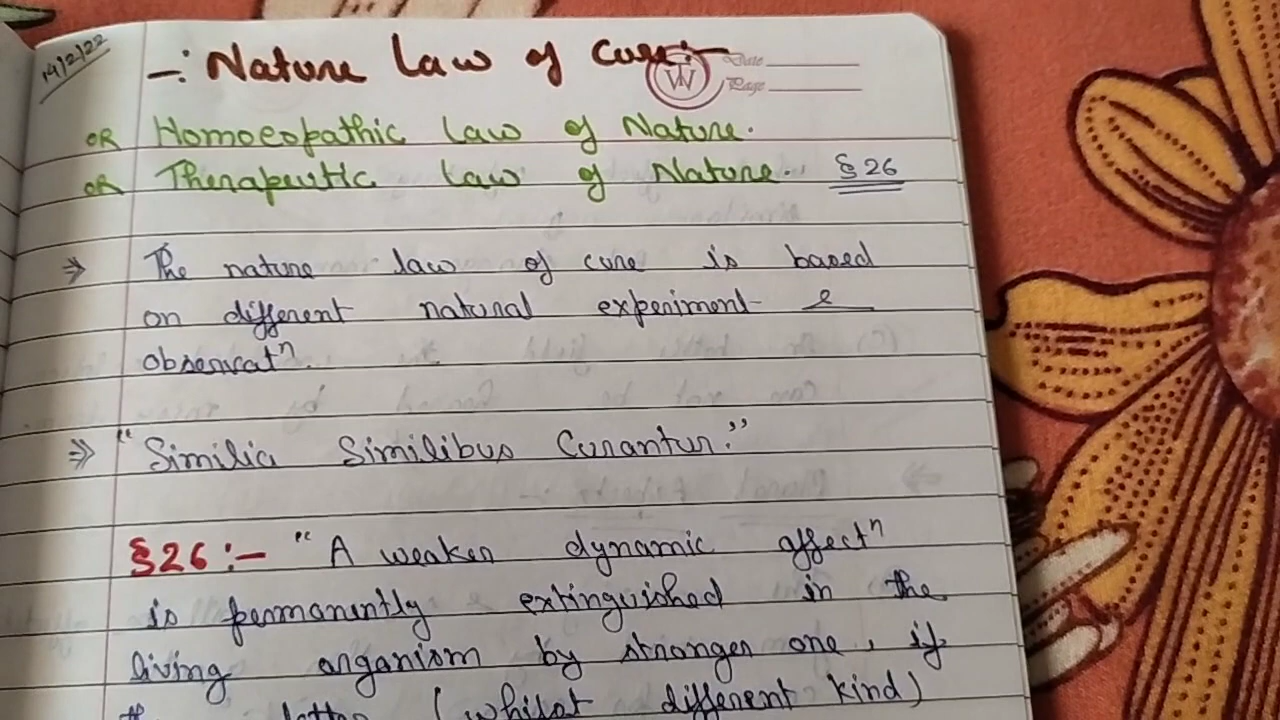 14/2/22
-: Nature Law of Cure:-
Date
Page
OR Homoeopathic Law of Nature.
OR Therapeutic Law of Nature. § 26
⇒ The nature law of cure is based
on different natural experiment &
observatⁿ.
⇒ "Similia Similibus Curantur."
§26:- "A weaker dynamic affectⁿ
is permanently extinguished in the
living organism by stronger one, if
the latter (whilst different kind)